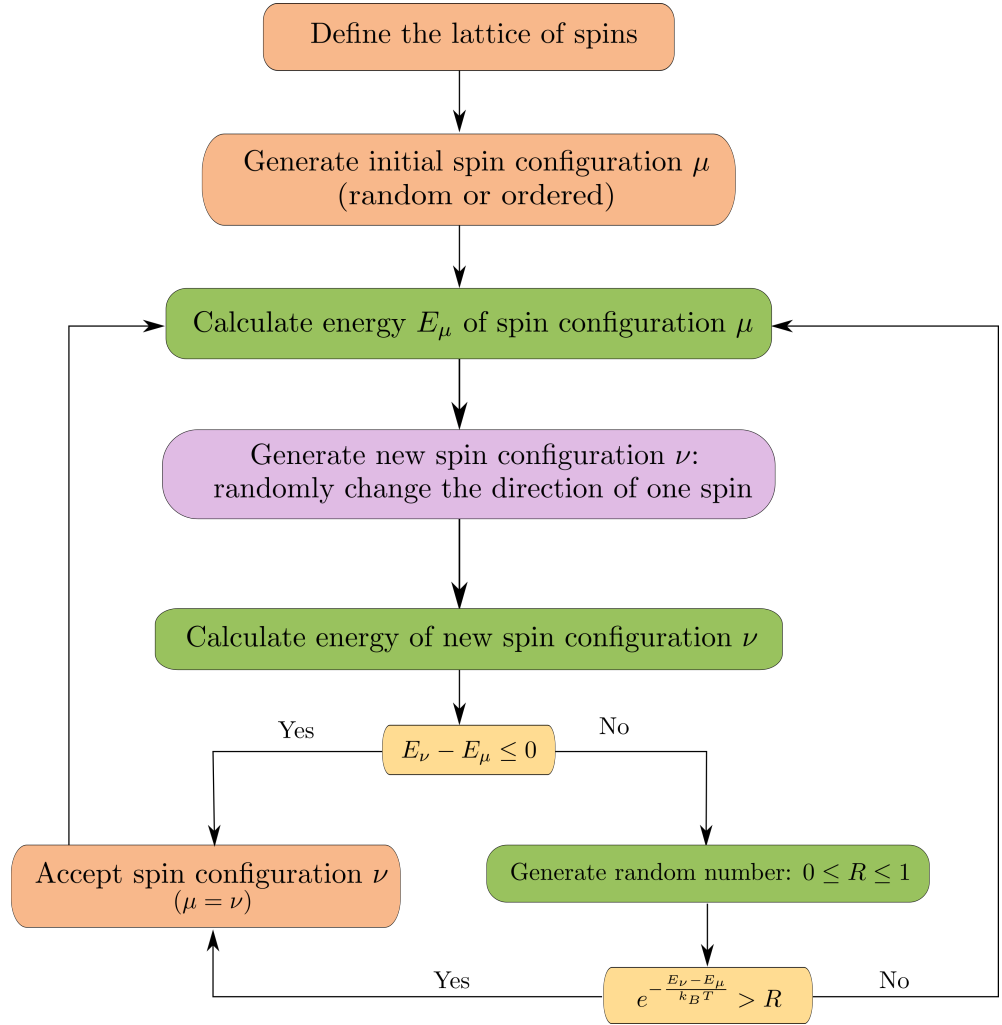 Define the lattice of spins
Generate initial spin configuration μ
(random or ordered)
Calculate energy E_μ of spin configuration μ
Generate new spin configuration ν:
randomly change the direction of one spin
Calculate energy of new spin configuration ν
Yes
No
E_ν − E_μ ≤ 0
Accept spin configuration ν
(μ = ν)
Generate random number: 0 ≤ R ≤ 1
Yes
e^{−\frac{E_ν−E_μ}{k_B T}} > R
No